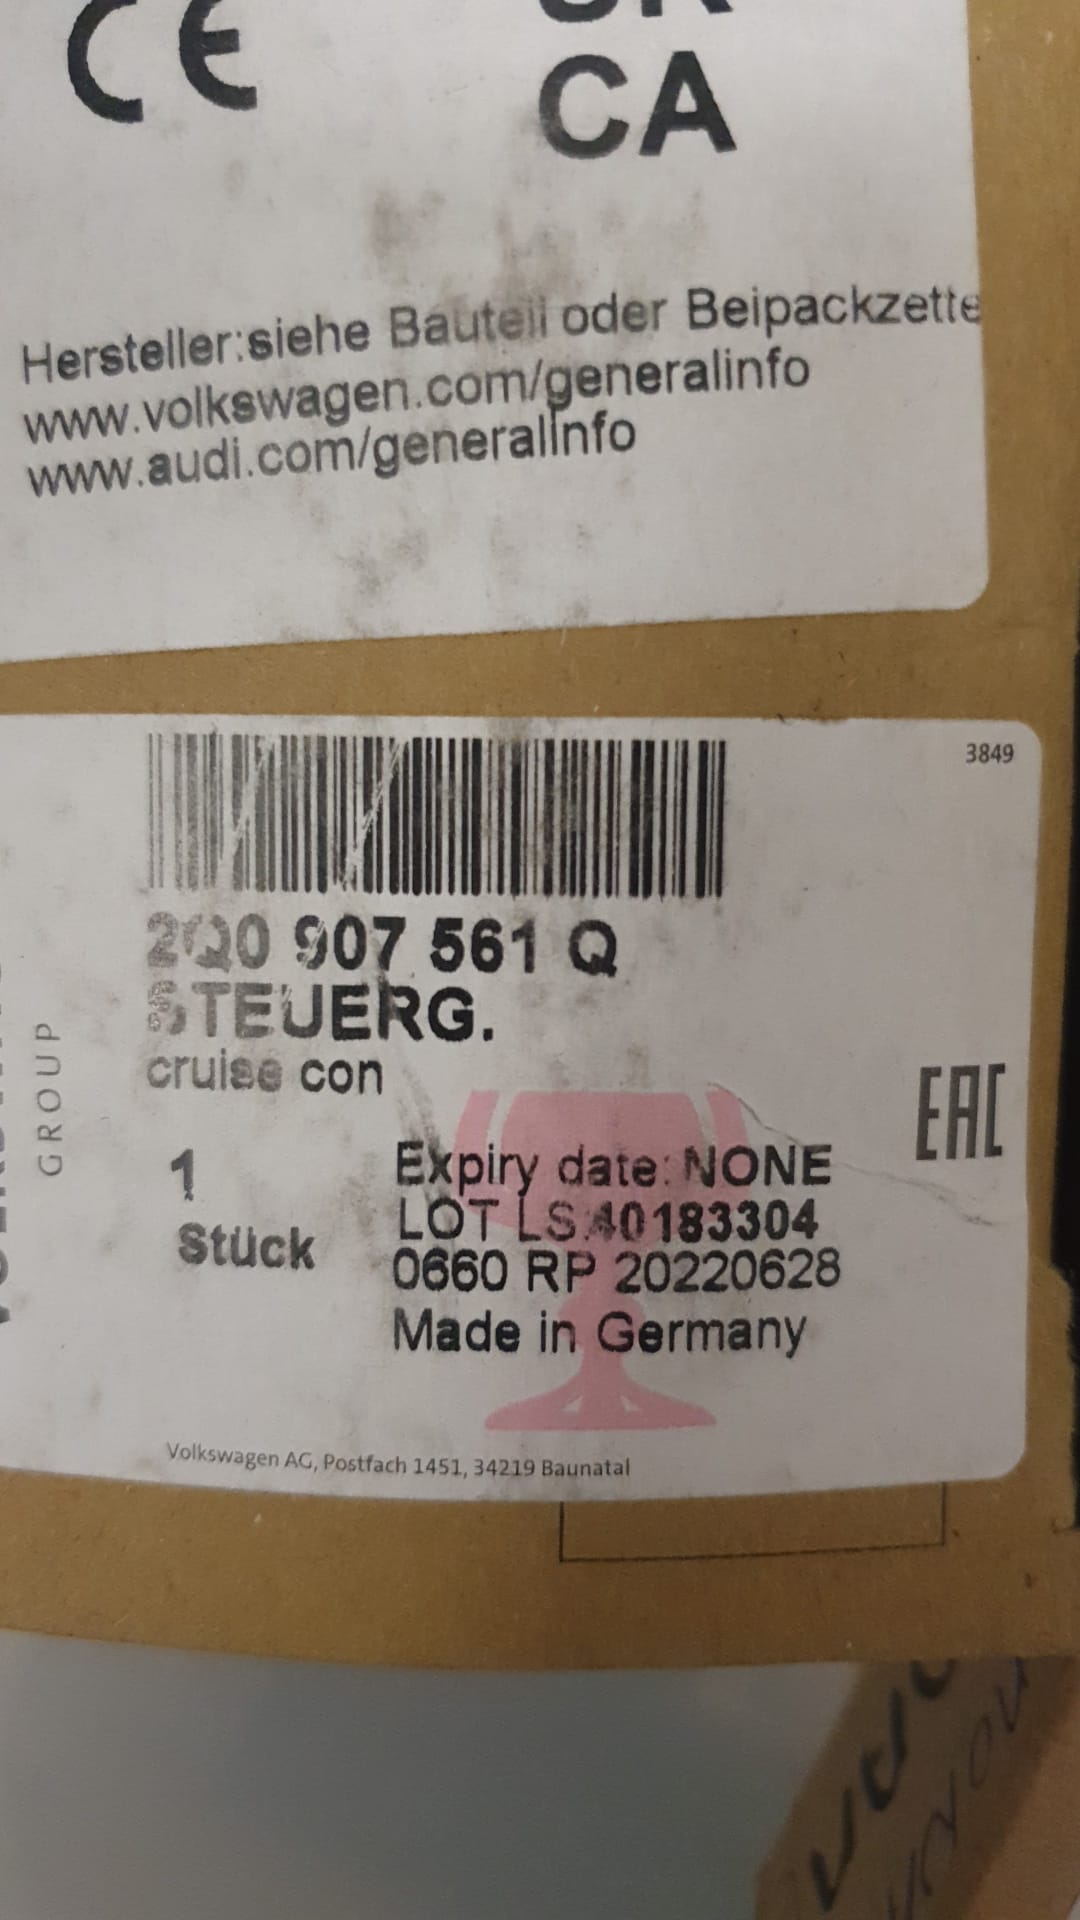 CE
CA
Hersteller:siehe Bauteil oder Beipackzette
www.volkswagen.com/generalinfo
www.audi.com/generalinfo
3849
2Q0 907 561 Q
STEUERG.
cruise con
GROUP
EAC
1
Stück
Expiry date: NONE
LOT LS.40183304
0660 RP 20220628
Made in Germany
Volkswagen AG, Postfach 1451, 34219 Baunatal